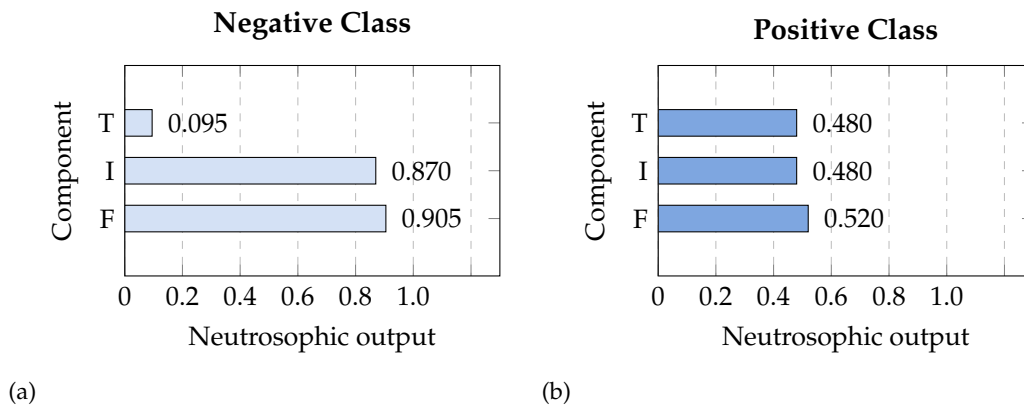 Negative Class
Component
T 0.095
I 0.870
F 0.905
0 0.2 0.4 0.6 0.8 1.0
Neutrosophic output
(a)
Positive Class
Component
T 0.480
I 0.480
F 0.520
0 0.2 0.4 0.6 0.8 1.0
Neutrosophic output
(b)